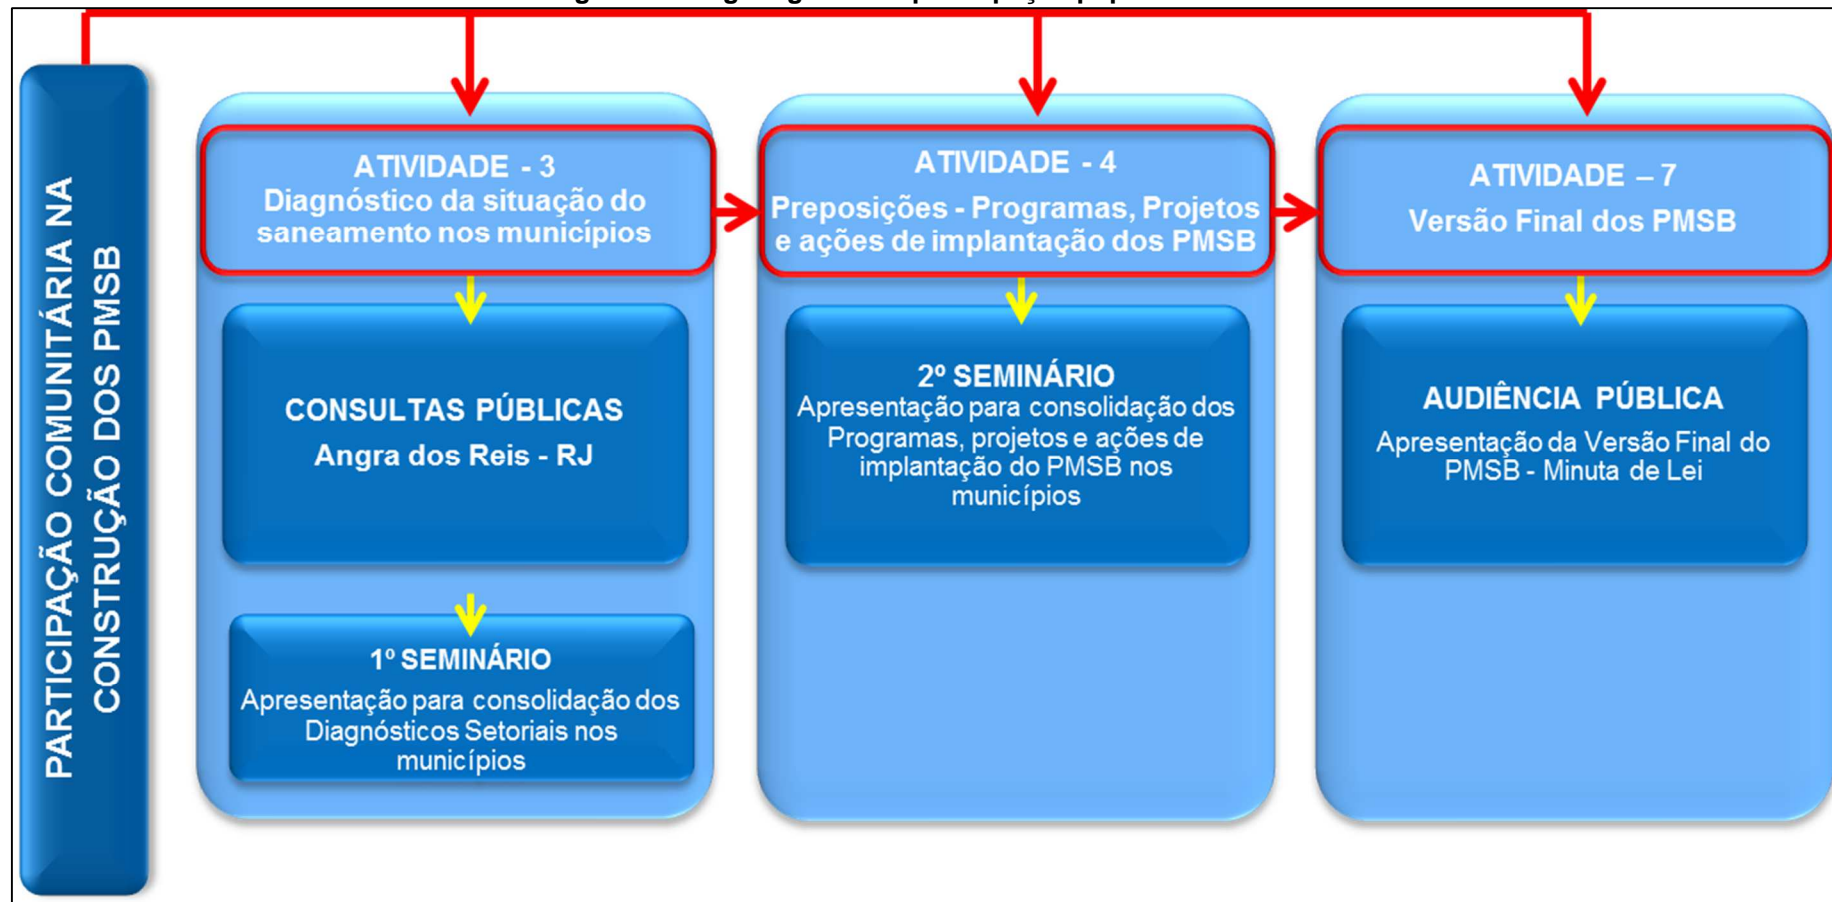 PARTICIPAÇÃO COMUNITÁRIA NA
CONSTRUÇÃO DOS PMSB
ATIVIDADE - 3
Diagnóstico da situação do
saneamento nos municípios
CONSULTAS PÚBLICAS
Angra dos Reis - RJ
1º SEMINÁRIO
Apresentação para consolidação dos
Diagnósticos Setoriais nos
municípios
ATIVIDADE - 4
Preposições - Programas, Projetos
e ações de implantação dos PMSB
2º SEMINÁRIO
Apresentação para consolidação dos
Programas, projetos e ações de
implantação do PMSB nos
municípios
ATIVIDADE – 7
Versão Final dos PMSB
AUDIÊNCIA PÚBLICA
Apresentação da Versão Final do
PMSB - Minuta de Lei